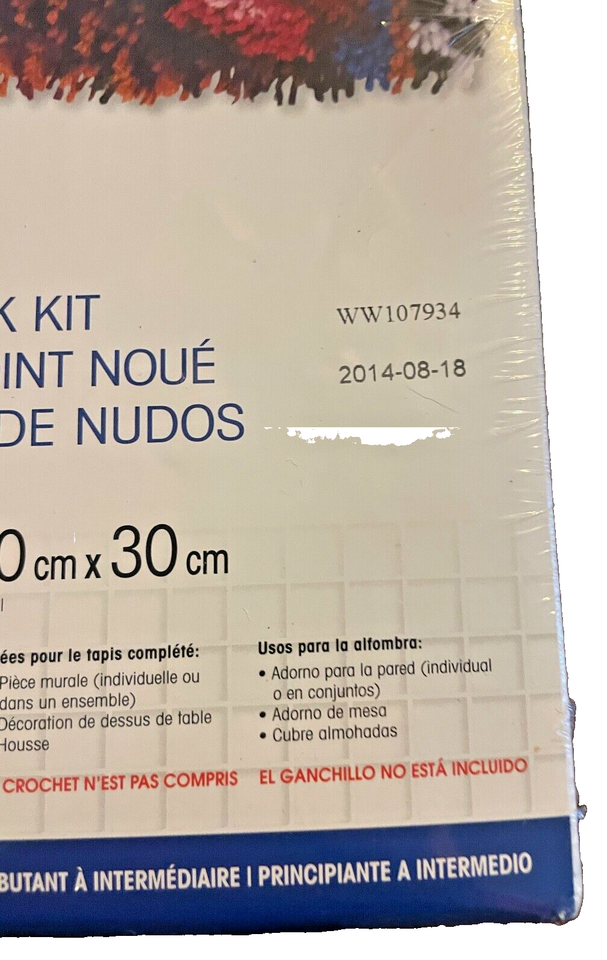 K KIT
INT NOUÉ
DE NUDOS
WW107934
2014-08-18
0 cm x 30 cm
l
ées pour le tapis complété:
Pièce murale (individuelle ou
dans un ensemble)
Décoration de dessus de table
Housse
Usos para la alfombra:
• Adorno para la pared (individual
o en conjuntos)
• Adorno de mesa
• Cubre almohadas
CROCHET N'EST PAS COMPRIS
EL GANCHILLO NO ESTÁ INCLUIDO
BUTANT À INTERMÉDIAIRE I PRINCIPIANTE A INTERMEDIO